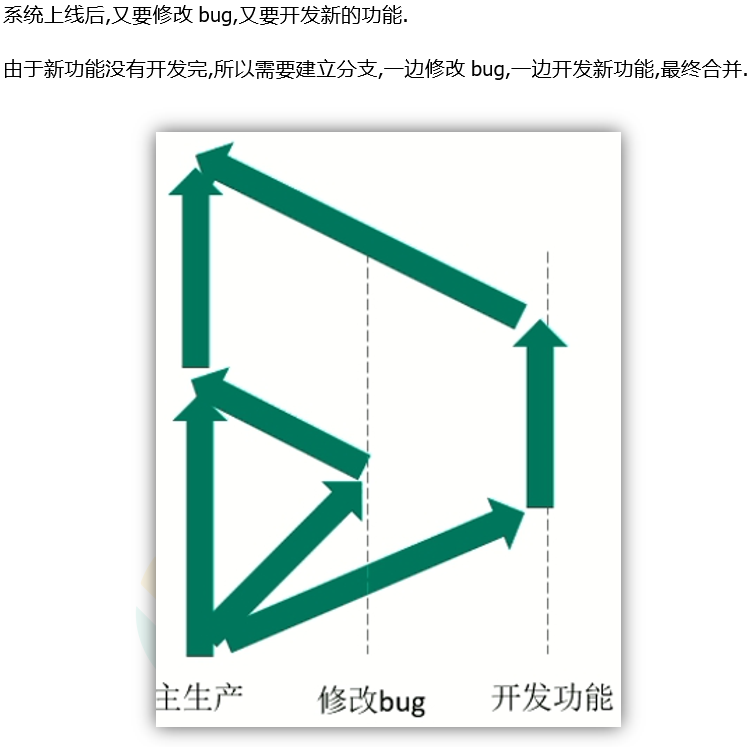 系统上线后,又要修改 bug,又要开发新的功能.
由于新功能没有开发完,所以需要建立分支,一边修改 bug,一边开发新功能,最终合并.
主生产 修改bug 开发功能